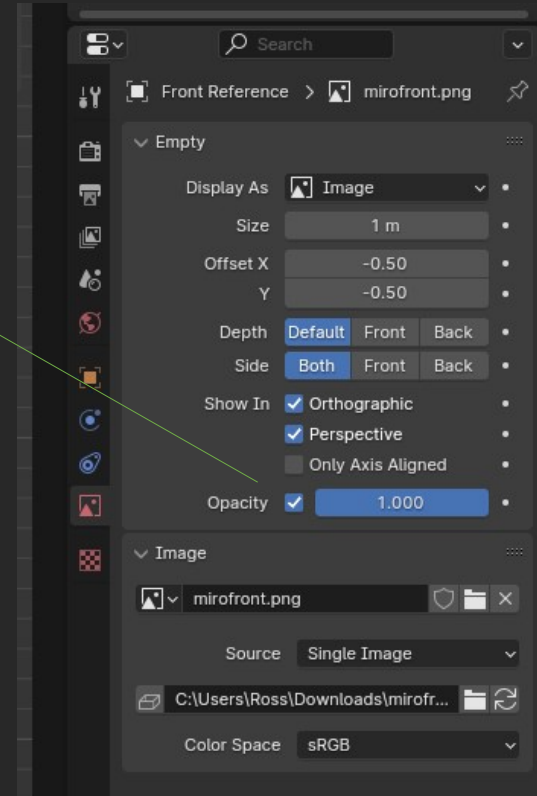 Search
Front Reference > mirofront.png
Empty
Display As Image
Size 1 m
Offset X -0.50
Y -0.50
Depth Default Front Back
Side Both Front Back
Show In Orthographic
Perspective
Only Axis Aligned
Opacity 1.000
Image
mirofront.png
Source Single Image
C:\Users\Ross\Downloads\mirofr...
Color Space sRGB